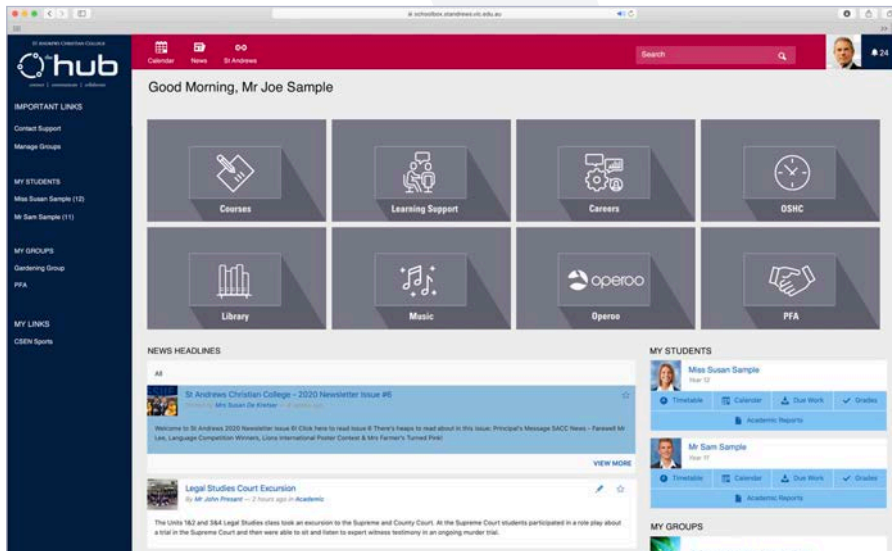 schoolbox.standrews.vic.edu.au
ST ANDREWS CHRISTIAN COLLEGE
the
hub
connect | communicate | collaborate
Calendar
News
St Andrews
Search
24
Good Morning, Mr Joe Sample
IMPORTANT LINKS
Contact Support
Manage Groups
MY STUDENTS
Miss Susan Sample (12)
Mr Sam Sample (11)
MY GROUPS
Gardening Group
PFA
MY LINKS
CSEN Sports
Courses
Learning Support
Careers
OSHC
Library
Music
operoo
Operoo
PFA
NEWS HEADLINES
All
St Andrews Christian College - 2020 Newsletter Issue #6
by Mrs Susan De Kretser
Welcome to St Andrews 2020 Newsletter Issue 6! Click here to read issue 6 There's heaps to read about in this issue: Principal's Message SACC News - Farewell Mr
Lee, Language Competition Winners, Lions International Poster Contest & Mrs Farmer's Turned Pink!
VIEW MORE
Legal Studies Court Excursion
By Mr John Present — 2 hours ago in Academic
The Units 1&2 and 3&4 Legal Studies class took an excursion to the Supreme and County Court. At the Supreme Court students participated in a role play about
a trial in the Supreme Court and then were able to sit and listen to expert witness testimony in an ongoing murder trial.
MY STUDENTS
Miss Susan Sample
Year 12
Timetable
Calendar
Due Work
Grades
Academic Reports
Mr Sam Sample
Year 11
Timetable
Calendar
Due Work
Grades
Academic Reports
MY GROUPS